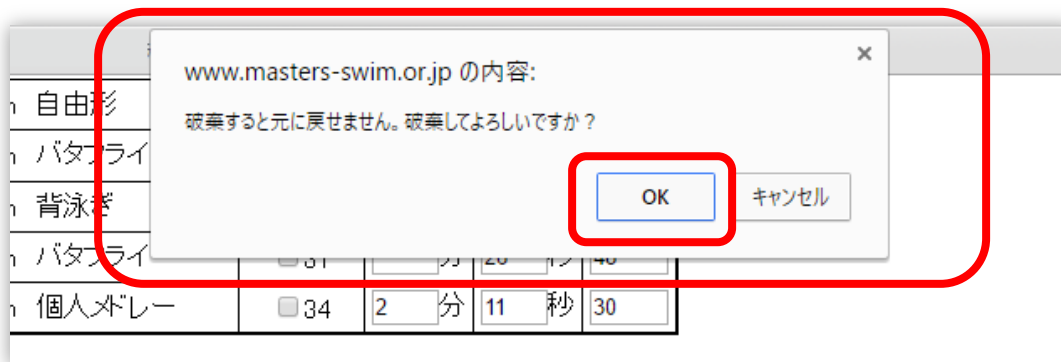 www.masters-swim.or.jp の内容:
×
破棄すると元に戻せません。破棄してよろしいですか？
OK キャンセル
自由形
バタフライ
背泳ぎ
バタフライ 31 分 20 秒 40
個人メドレー 34 2 分 11 秒 30